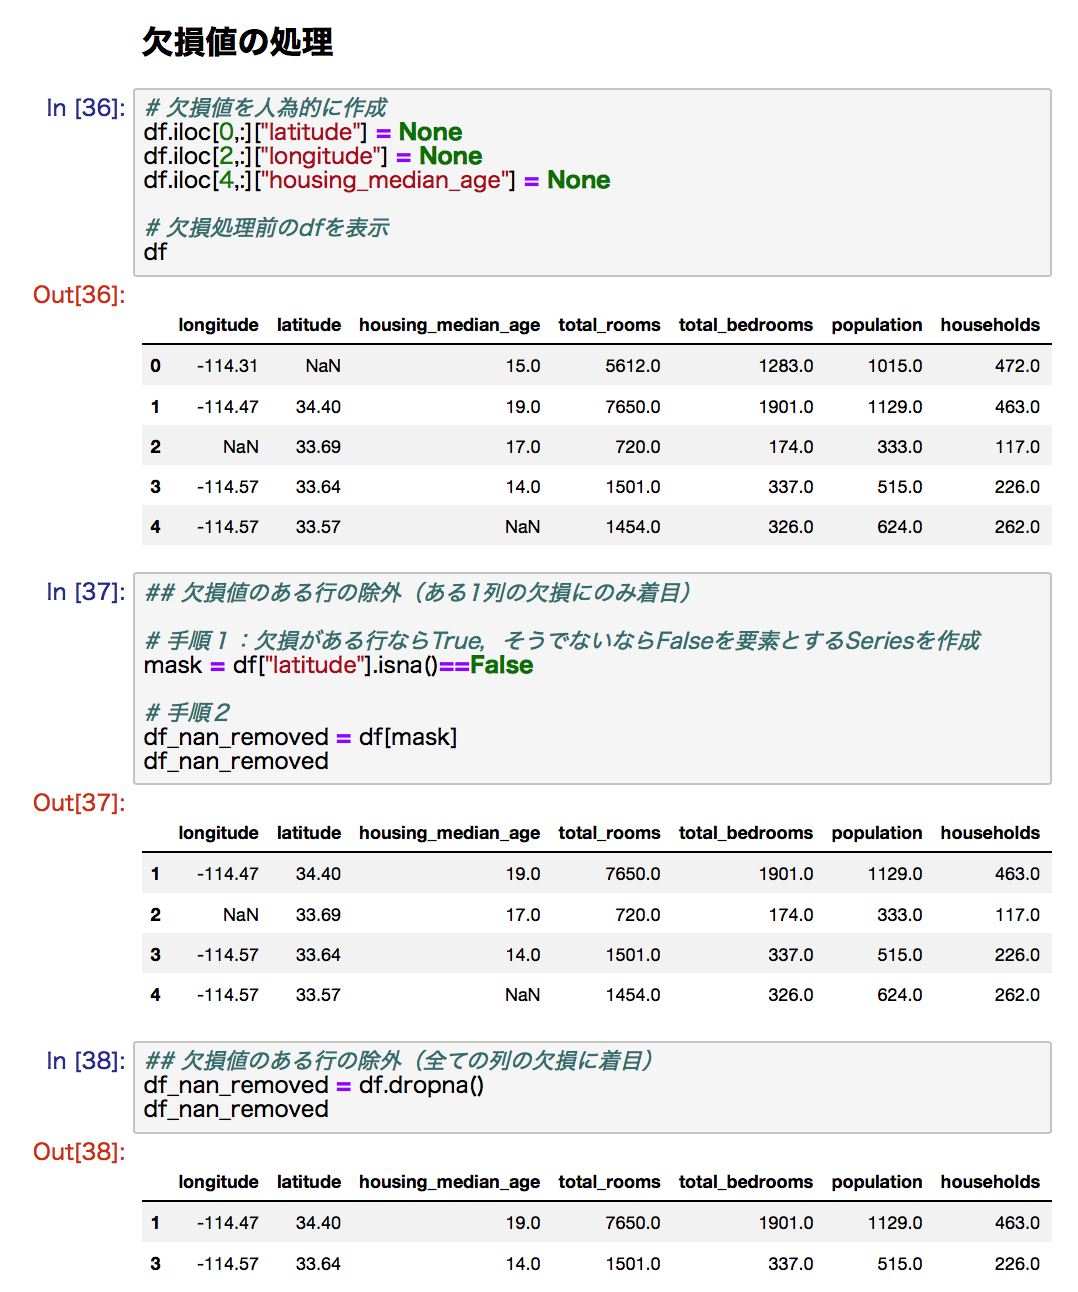 欠損値の処理
In [36]:
# 欠損値を人為的に作成
df.iloc[0,:]["latitude"] = None
df.iloc[2,:]["longitude"] = None
df.iloc[4,:]["housing_median_age"] = None
# 欠損処理前のdfを表示
df
Out[36]:
longitude latitude housing_median_age total_rooms total_bedrooms population households
0 -114.31 NaN 15.0 5612.0 1283.0 1015.0 472.0
1 -114.47 34.40 19.0 7650.0 1901.0 1129.0 463.0
2 NaN 33.69 17.0 720.0 174.0 333.0 117.0
3 -114.57 33.64 14.0 1501.0 337.0 515.0 226.0
4 -114.57 33.57 NaN 1454.0 326.0 624.0 262.0
In [37]:
## 欠損値のある行の除外（ある1列の欠損にのみ着目）
# 手順１：欠損がある行ならTrue，そうでないならFalseを要素とするSeriesを作成
mask = df["latitude"].isna()==False
# 手順２
df_nan_removed = df[mask]
df_nan_removed
Out[37]:
longitude latitude housing_median_age total_rooms total_bedrooms population households
1 -114.47 34.40 19.0 7650.0 1901.0 1129.0 463.0
2 NaN 33.69 17.0 720.0 174.0 333.0 117.0
3 -114.57 33.64 14.0 1501.0 337.0 515.0 226.0
4 -114.57 33.57 NaN 1454.0 326.0 624.0 262.0
In [38]:
## 欠損値のある行の除外（全ての列の欠損に着目）
df_nan_removed = df.dropna()
df_nan_removed
Out[38]:
longitude latitude housing_median_age total_rooms total_bedrooms population households
1 -114.47 34.40 19.0 7650.0 1901.0 1129.0 463.0
3 -114.57 33.64 14.0 1501.0 337.0 515.0 226.0